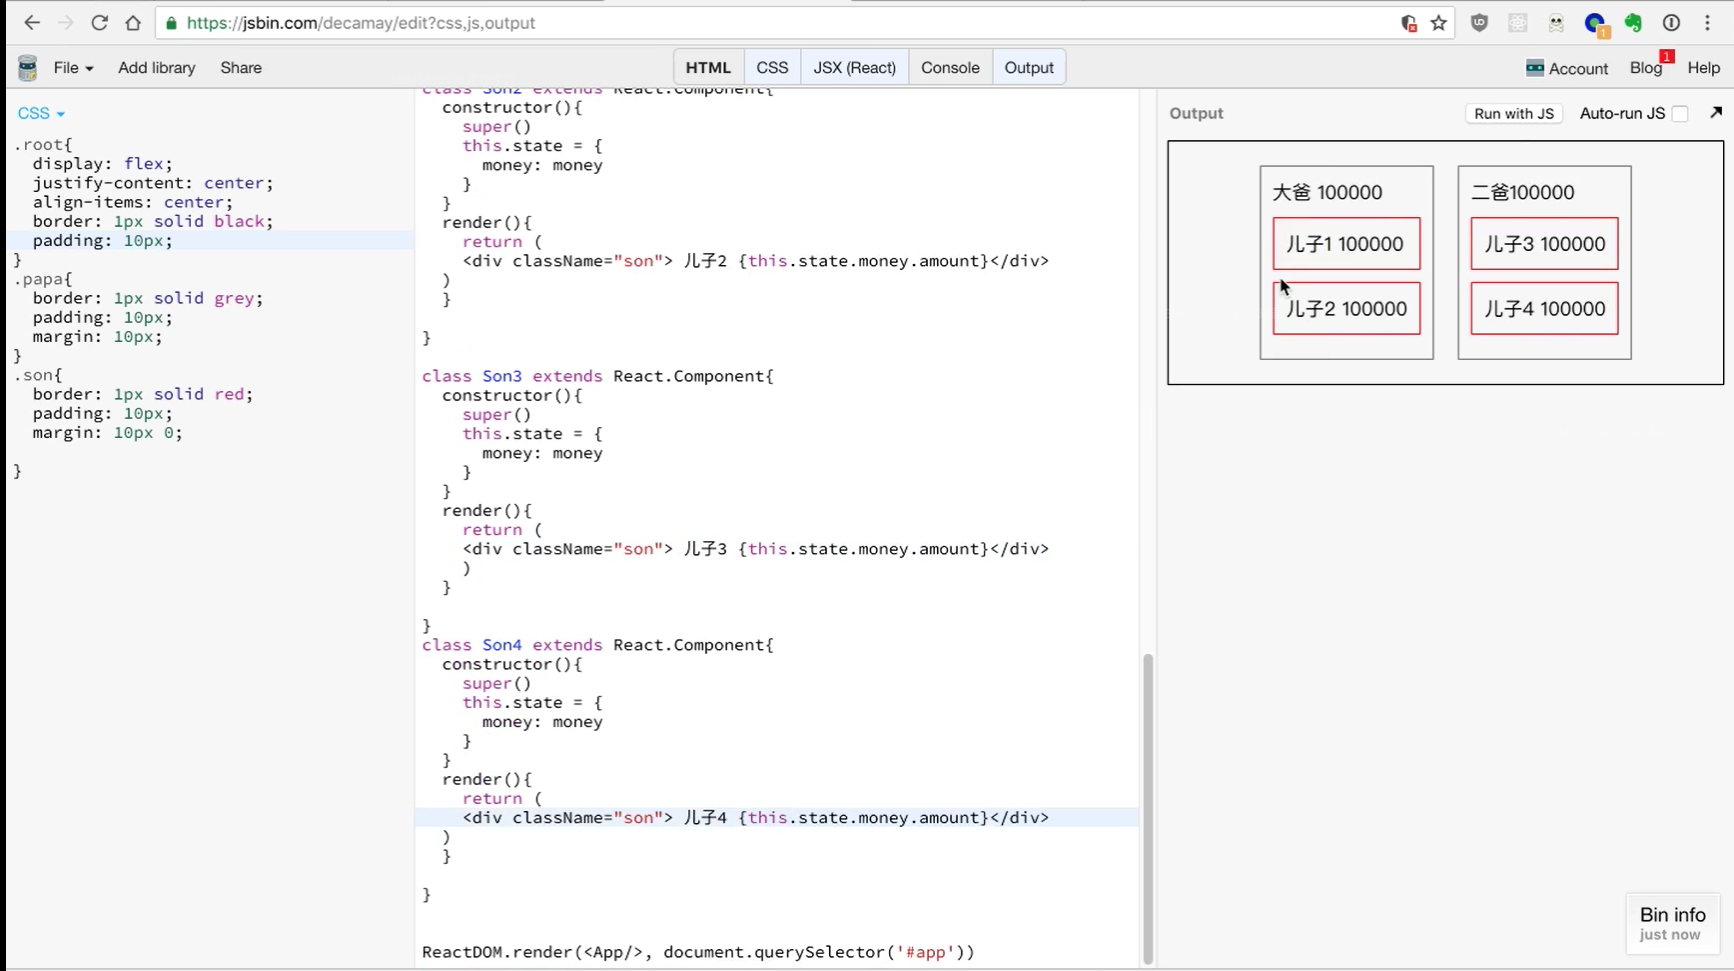 https://jsbin.com/decamay/edit?css,js,output
1
File Add library Share HTML CSS JSX (React) Console Output Account Blog 1 Help
CSS
.root{
display: flex;
justify-content: center;
align-items: center;
border: 1px solid black;
padding: 10px;
}
.papa{
border: 1px solid grey;
padding: 10px;
margin: 10px;
}
.son{
border: 1px solid red;
padding: 10px;
margin: 10px 0;
}
class Son2 extends React.Component{
constructor(){
super()
this.state = {
money: money
}
}
render(){
return (
<div className="son"> 儿子2 {this.state.money.amount}</div>
)
}
}
class Son3 extends React.Component{
constructor(){
super()
this.state = {
money: money
}
}
render(){
return (
<div className="son"> 儿子3 {this.state.money.amount}</div>
)
}
}
class Son4 extends React.Component{
constructor(){
super()
this.state = {
money: money
}
}
render(){
return (
<div className="son"> 儿子4 {this.state.money.amount}</div>
)
}
}
ReactDOM.render(<App/>, document.querySelector('#app'))
Output Run with JS Auto-run JS
大爸 100000
儿子1 100000
儿子2 100000
二爸100000
儿子3 100000
儿子4 100000
Bin info
just now